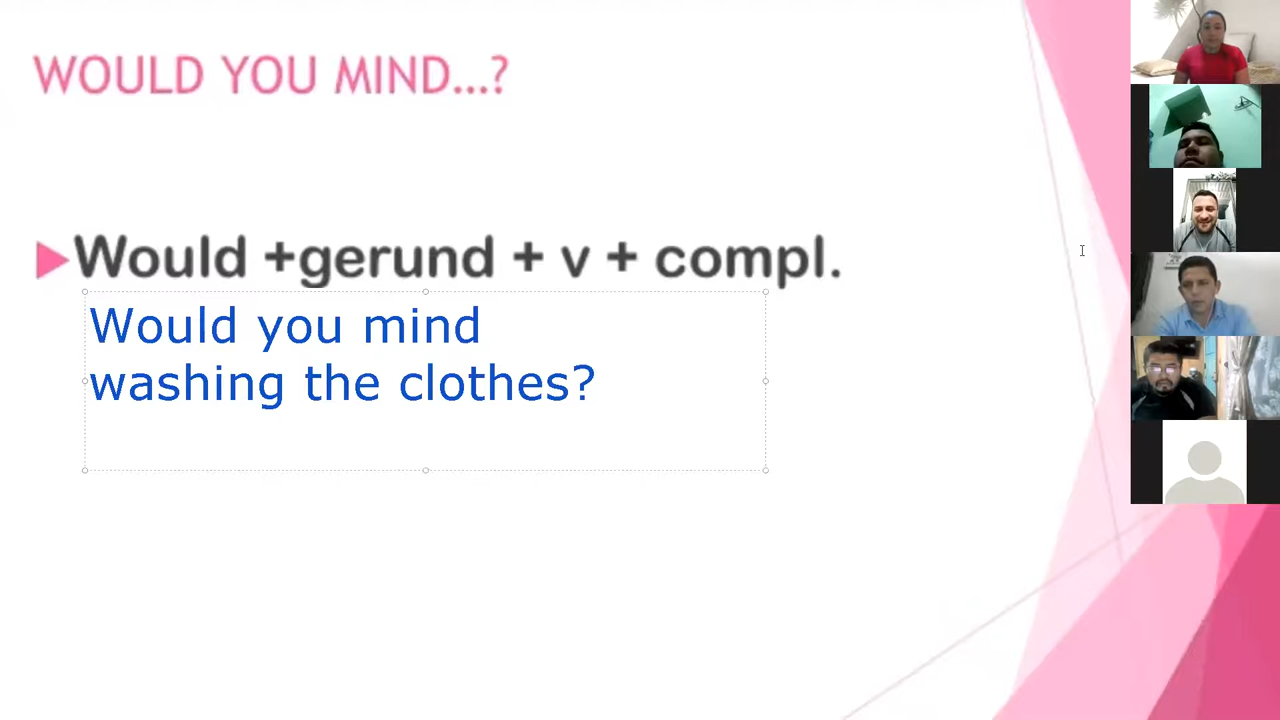 WOULD YOU MIND...?
Would +gerund + v + compl.
Would you mind
washing the clothes?